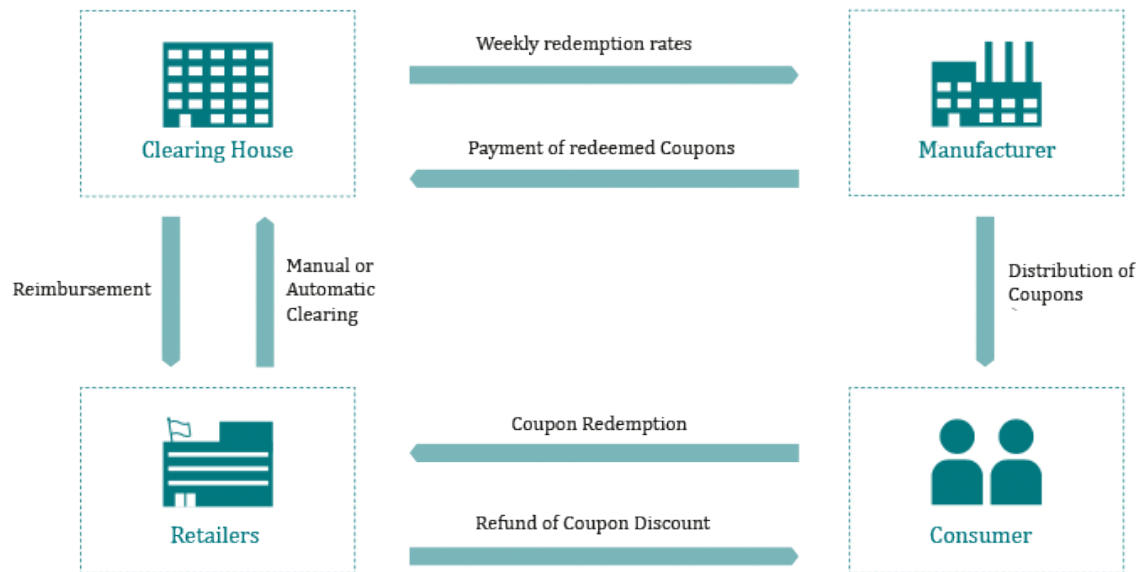 Weekly redemption rates
Clearing House
Payment of redeemed Coupons
Manufacturer
Reimbursement
Manual or
Automatic
Clearing
Distribution of
Coupons
Coupon Redemption
Retailers
Refund of Coupon Discount
Consumer